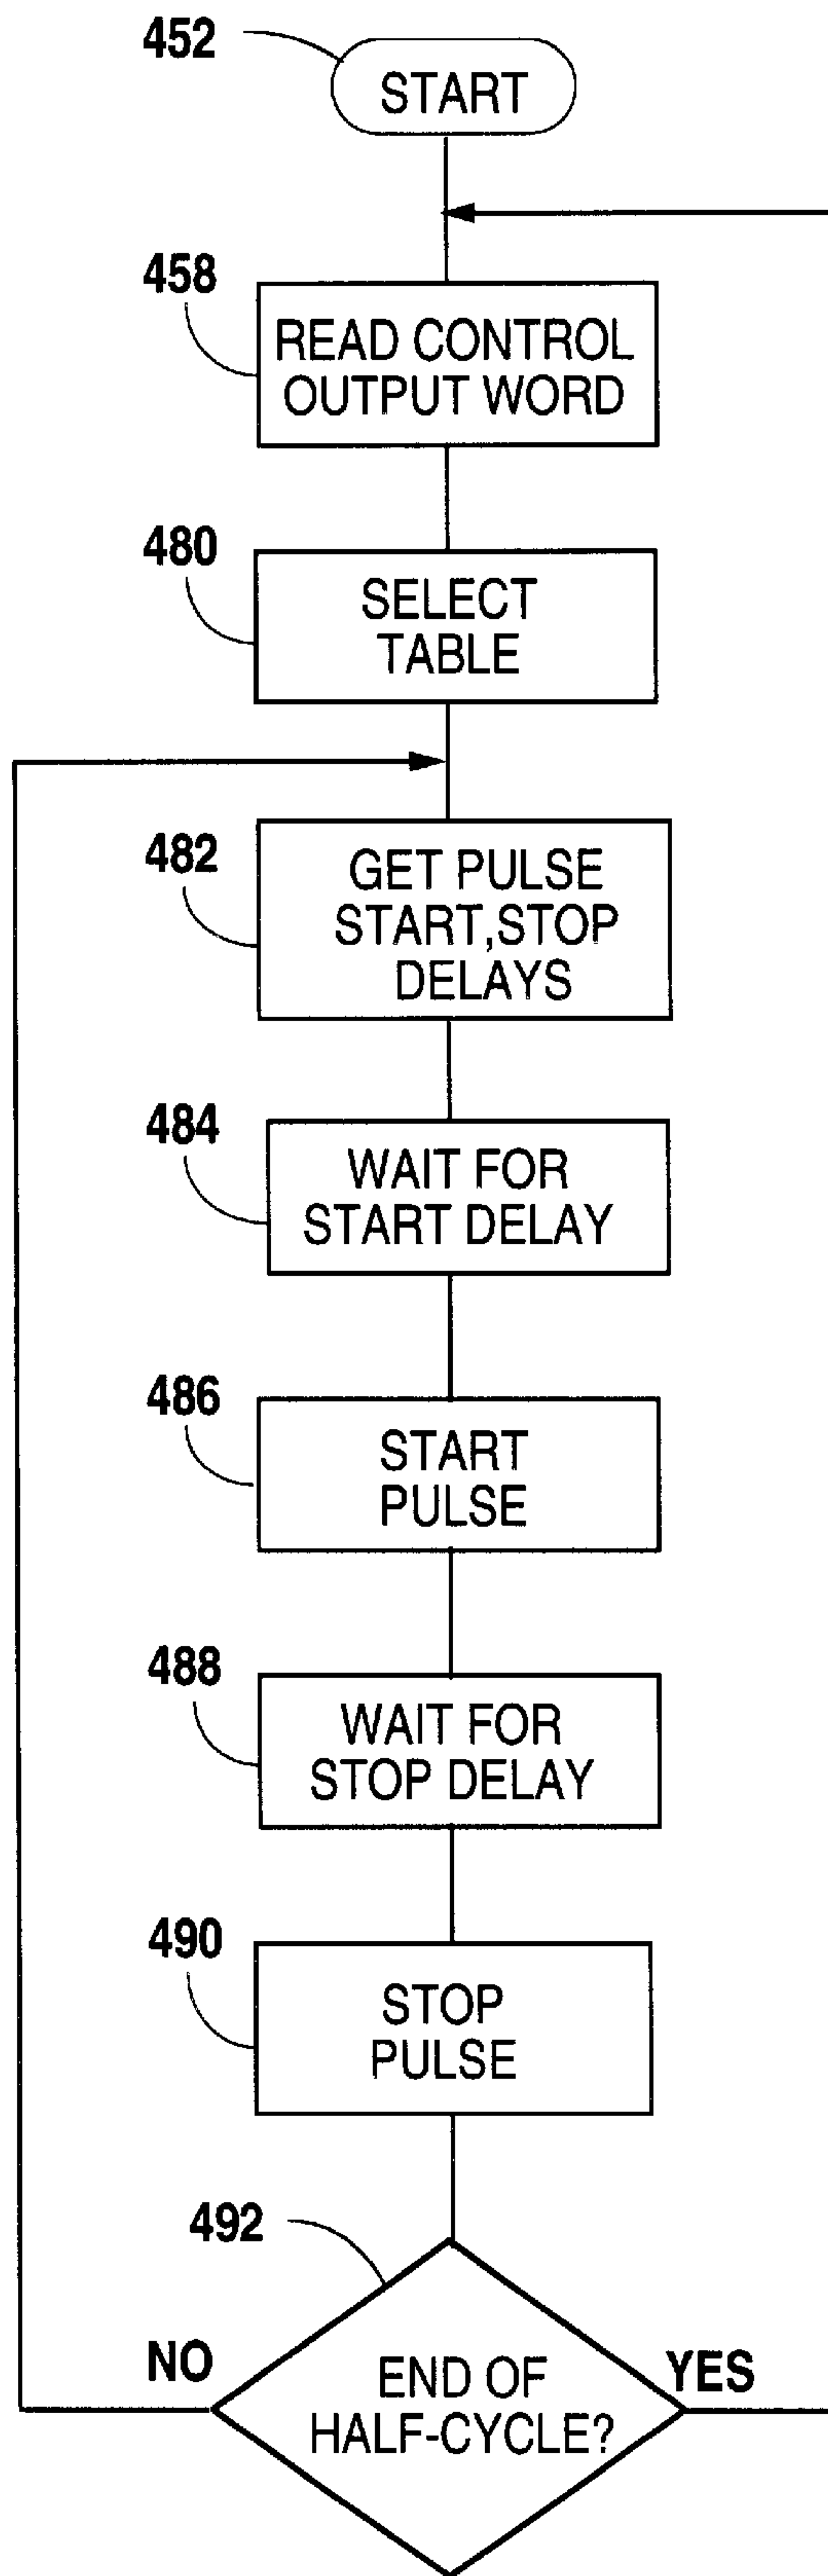 452
START
458
READ CONTROL
OUTPUT WORD
480
SELECT
TABLE
482
GET PULSE
START,STOP
DELAYS
484
WAIT FOR
START DELAY
486
START
PULSE
488
WAIT FOR
STOP DELAY
490
STOP
PULSE
492
NO
END OF
HALF-CYCLE?
YES